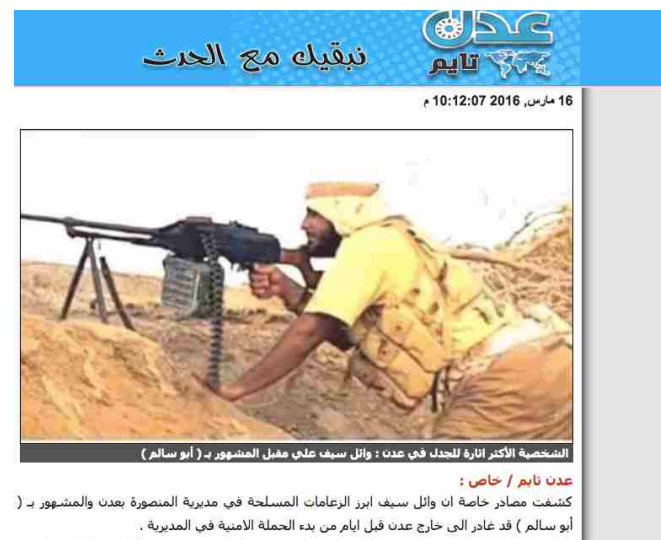 عدن
تايم
نبقيك مع الحدث
16 مارس, 2016 10:12:07 م
الشخصية الأكثر اثارة للجدل في عدن : وائل سيف علي مقبل المشهور بـ ( أبو سالم )
عدن تايم / خاص :
كشفت مصادر خاصة ان وائل سيف ابرز الزعامات المسلحة في مديرية المنصورة بعدن والمشهور بـ (
أبو سالم ) قد غادر الى خارج عدن قبل ايام من بدء الحملة الامنية في المديرية .